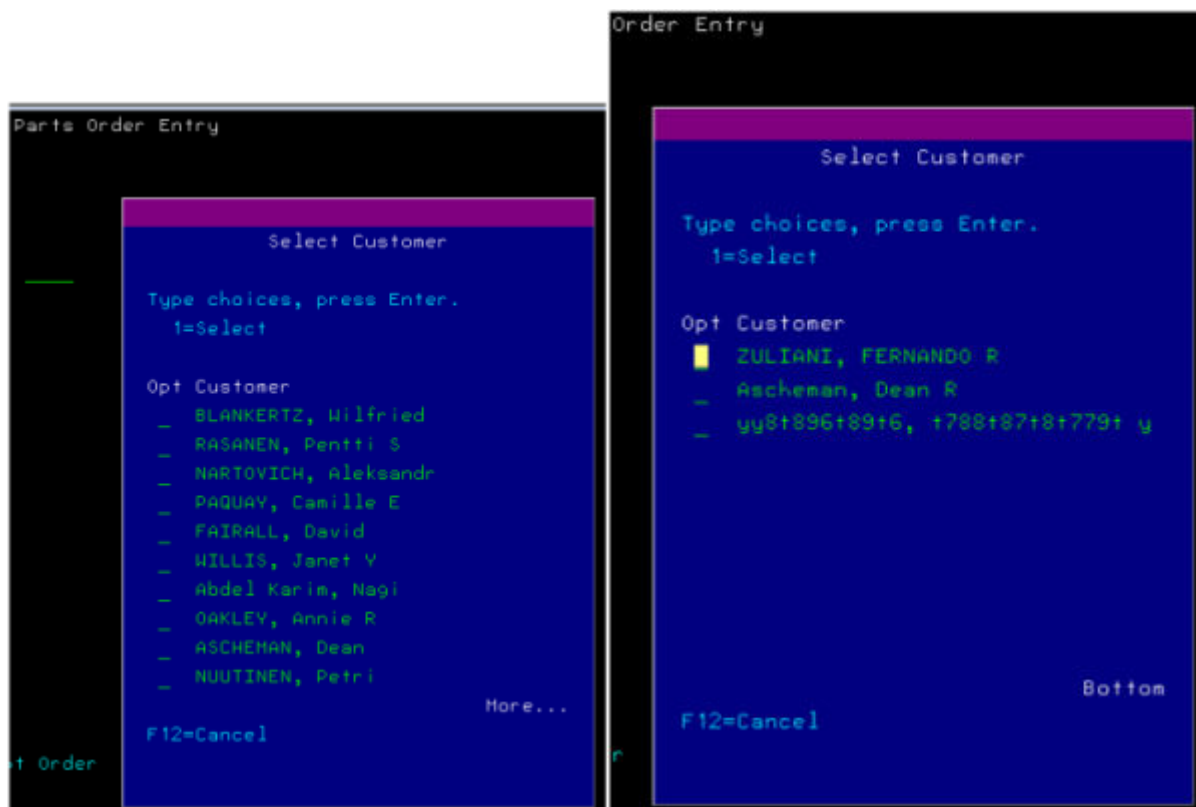 Parts Order Entry
Select Customer
Type choices, press Enter.
1=Select
Opt Customer
_ BLANKERTZ, Wilfried
_ RASANEN, Pentti S
_ NARTOVICH, Aleksandr
_ PAQUAY, Camille E
_ FAIRALL, David
_ WILLIS, Janet Y
_ Abdel Karim, Nagi
_ OAKLEY, Annie R
_ ASCHEMAN, Dean
_ NUUTINEN, Petri
More...
F12=Cancel
t Order
Order Entry
Select Customer
Type choices, press Enter.
1=Select
Opt Customer
ZULIANI, FERNANDO R
_ Ascheman, Dean R
_ yy8t896t89t6, t788t87t8t779t y
Bottom
F12=Cancel
r